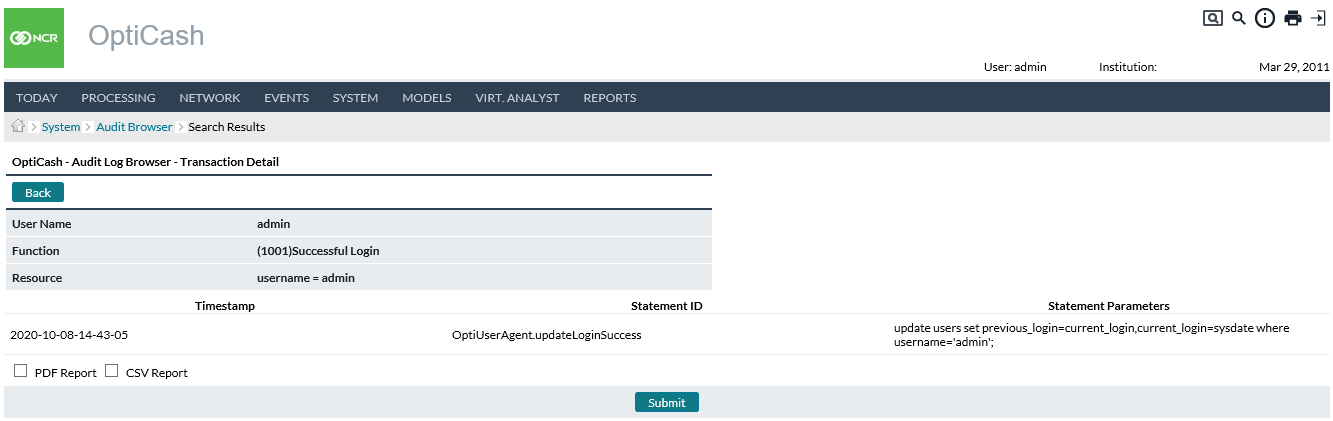 NCR
OptiCash
User: admin Institution: Mar 29, 2011
TODAY PROCESSING NETWORK EVENTS SYSTEM MODELS VIRT. ANALYST REPORTS
System Audit Browser Search Results
OptiCash - Audit Log Browser - Transaction Detail
Back
User Name admin
Function (1001)Successful Login
Resource username = admin
Timestamp Statement ID Statement Parameters
2020-10-08-14-43-05 OptiUserAgent.updateLoginSuccess update users set previous_login=current_login,current_login=sysdate where
username='admin';
PDF Report CSV Report
Submit